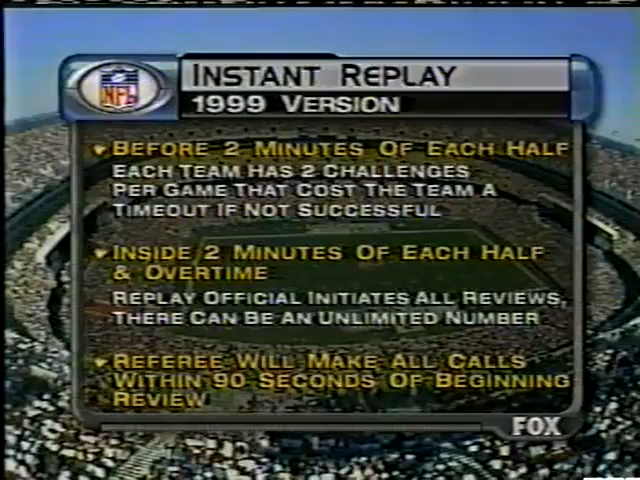 NFL
INSTANT REPLAY
1999 VERSION
BEFORE 2 MINUTES OF EACH HALF
EACH TEAM HAS 2 CHALLENGES
PER GAME THAT COST THE TEAM A
TIMEOUT IF NOT SUCCESSFUL
INSIDE 2 MINUTES OF EACH HALF
& OVERTIME
REPLAY OFFICIAL INITIATES ALL REVIEWS,
THERE CAN BE AN UNLIMITED NUMBER
REFEREE WILL MAKE ALL CALLS
WITHIN 90 SECONDS OF BEGINNING
REVIEW
FOX